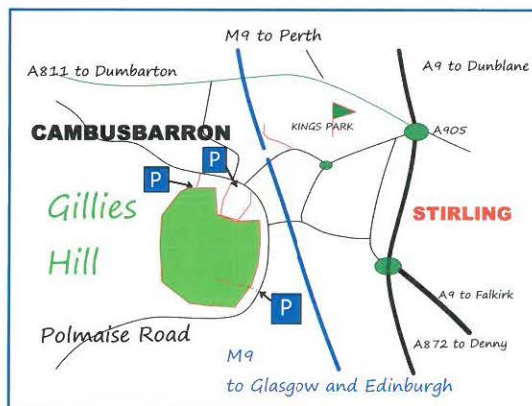 M9 to Perth
A811 to Dumbarton
A9 to Dunblane
KINGS PARK
A905
CAMBUSBARRON
P
P
Gillies
Hill
STIRLING
P
A9 to Falkirk
Polmaise Road
A872 to Denny
M9
to Glasgow and Edinburgh